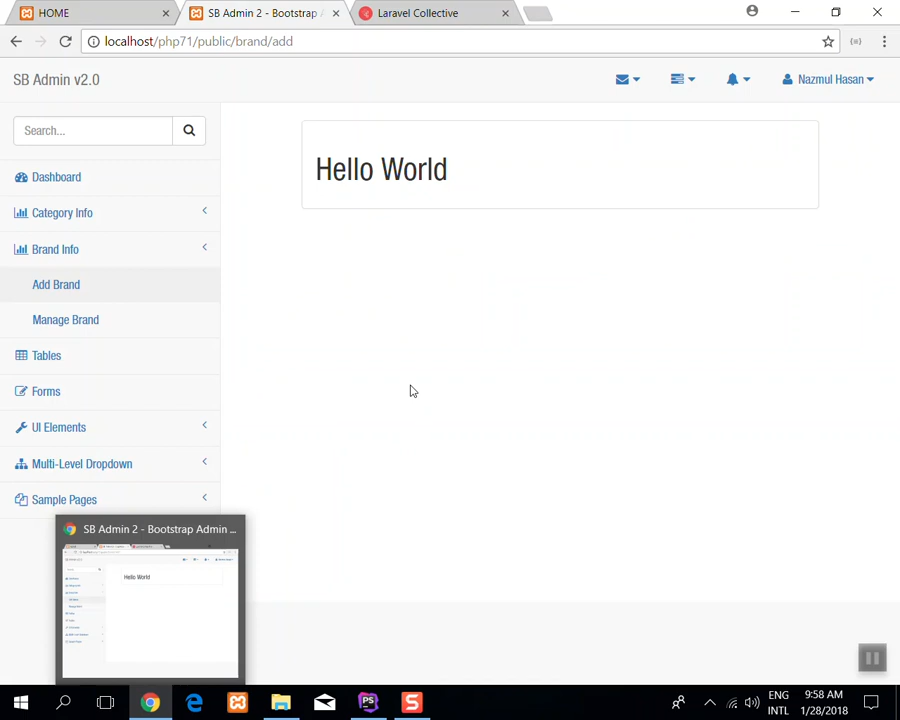 HOME
SB Admin 2 - Bootstrap A
Laravel Collective
localhost/php71/public/brand/add
SB Admin v2.0
Nazmul Hasan
Search...
Hello World
Dashboard
Category Info
Brand Info
Add Brand
Manage Brand
Tables
Forms
UI Elements
Multi-Level Dropdown
Sample Pages
SB Admin 2 - Bootstrap Admin ...
Hello World
PS
S
ENG
INTL
9:58 AM
1/28/2018